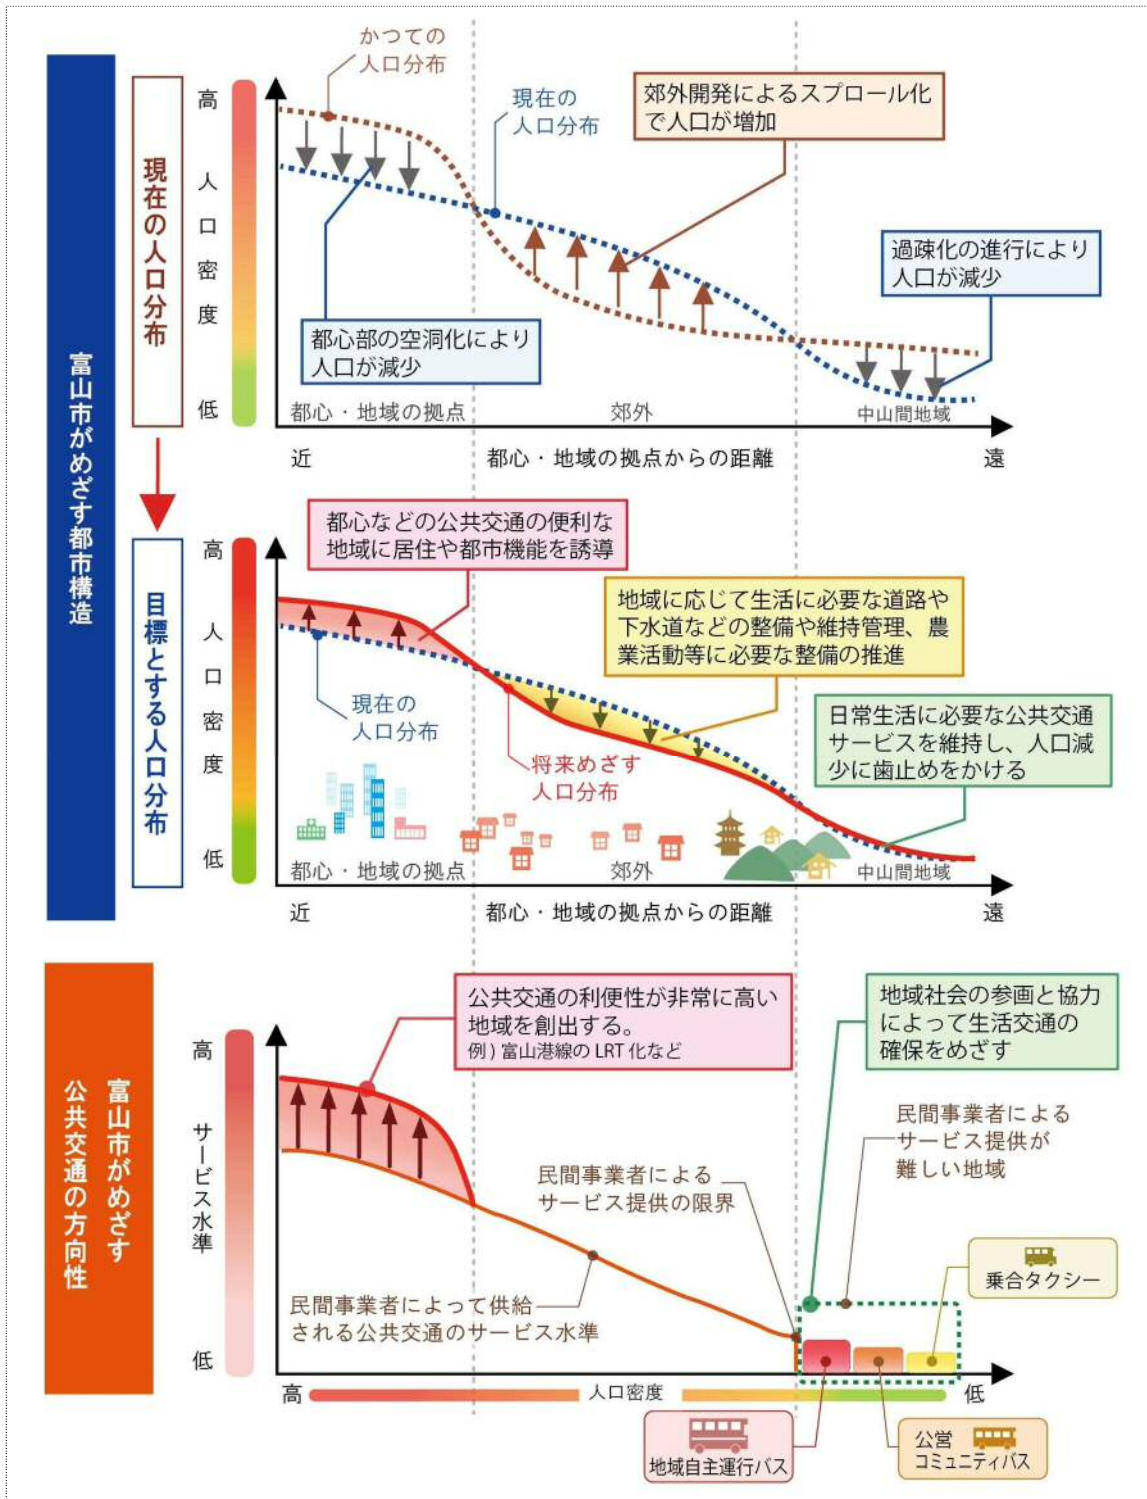 富山市がめざす都市構造
現在の人口分布
高
人口密度
低
かつての
人口分布
現在の
人口分布
郊外開発によるスプロール化
で人口が増加
過疎化の進行により
人口が減少
都心部の空洞化により
人口が減少
都心・地域の拠点
郊外
中山間地域
近
都心・地域の拠点からの距離
遠
目標とする人口分布
高
人口密度
低
都心などの公共交通の便利な
地域に居住や都市機能を誘導
地域に応じて生活に必要な道路や
下水道などの整備や維持管理、農
業活動等に必要な整備の推進
日常生活に必要な公共交通
サービスを維持し、人口減
少に歯止めをかける
現在の
人口分布
将来めざす
人口分布
都心・地域の拠点
郊外
中山間地域
近
都心・地域の拠点からの距離
遠
富山市がめざす
公共交通の方向性
高
サービス水準
低
公共交通の利便性が非常に高い
地域を創出する。
例）富山港線の LRT 化など
地域社会の参画と協力
によって生活交通の
確保をめざす
民間事業者による
サービス提供が
難しい地域
民間事業者による
サービス提供の限界
民間事業者によって供給
される公共交通のサービス水準
乗合タクシー
高
人口密度
低
地域自主運行バス
公営
コミュニティバス